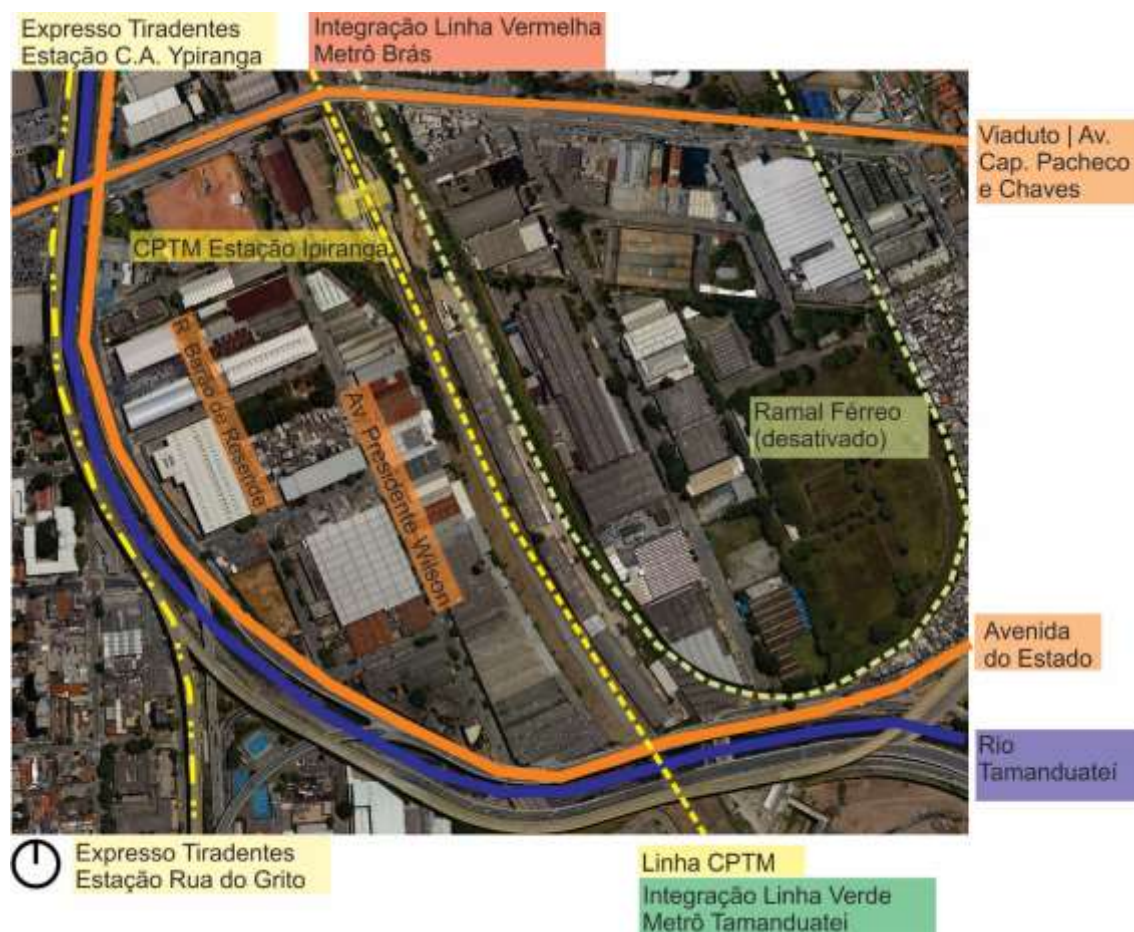 Expresso Tiradentes
Estação C.A. Ypiranga
Integração Linha Vermelha
Metrô Brás
Viaduto | Av.
Cap. Pacheco
e Chaves
CPTM Estação Ipiranga
R. Barão de Resende
Av. Presidente Wilson
Ramal Férreo
(desativado)
Avenida
do Estado
Rio
Tamanduateí
Expresso Tiradentes
Estação Rua do Grito
Linha CPTM
Integração Linha Verde
Metrô Tamanduatei